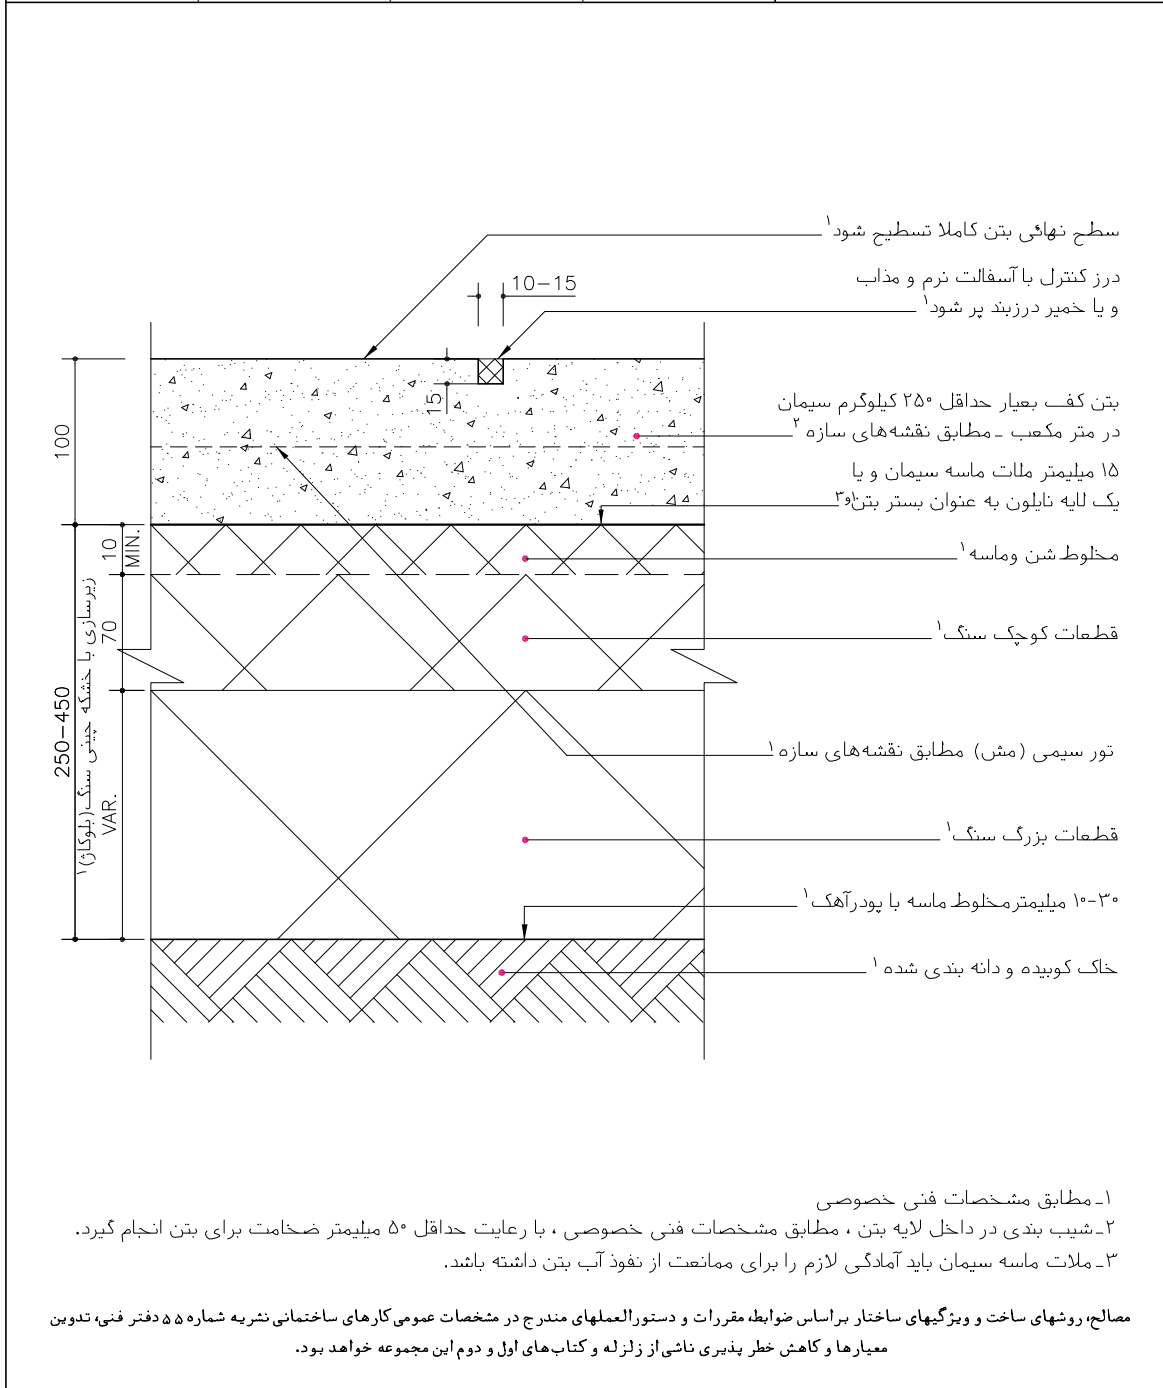 سطح نهائی بتن کاملا تسطیح شود۱
درز کنترل با آسفالت نرم و مذاب
و یا خمیر درزبند پر شود۱
10-15
15
بتن کف بعیار حداقل ۲۵۰ کیلوگرم سیمان
در متر مکعب ـ مطابق نقشه‌های سازه ۲
100
۱۵ میلیمتر ملات ماسه سیمان و یا
یک لایه نایلون به عنوان بستر بتن۱و۳
مخلوط شن وماسه۱
10
MIN.
قطعات کوچک سنگ۱
70
زیرسازی با خشکه چینی سنگ(بلوکاژ)۱
250-450
تور سیمی (مش) مطابق نقشه‌های سازه۱
VAR.
قطعات بزرگ سنگ۱
۱۰-۳۰ میلیمترمخلوط ماسه با پودرآهک۱
خاک کوبیده و دانه بندی شده۱
۱ـ مطابق مشخصات فنی خصوصی
۲ـ شیب بندی در داخل لایه بتن ، مطابق مشخصات فنی خصوصی ، با رعایت حداقل ۵۰ میلیمتر ضخامت برای بتن انجام گیرد.
۳ـ ملات ماسه سیمان باید آمادگی لازم را برای ممانعت از نفوذ آب بتن داشته باشد.
مصالح، روشهای ساخت و ویژگیهای ساختار براساس ضوابط، مقررات و دستورالعملهای مندرج در مشخصات عمومی کارهای ساختمانی نشریه شماره ۵۵ دفتر فنی، تدوین
معیارها و کاهش خطر پذیری ناشی از زلزله و کتاب‌های اول و دوم این مجموعه خواهد بود.